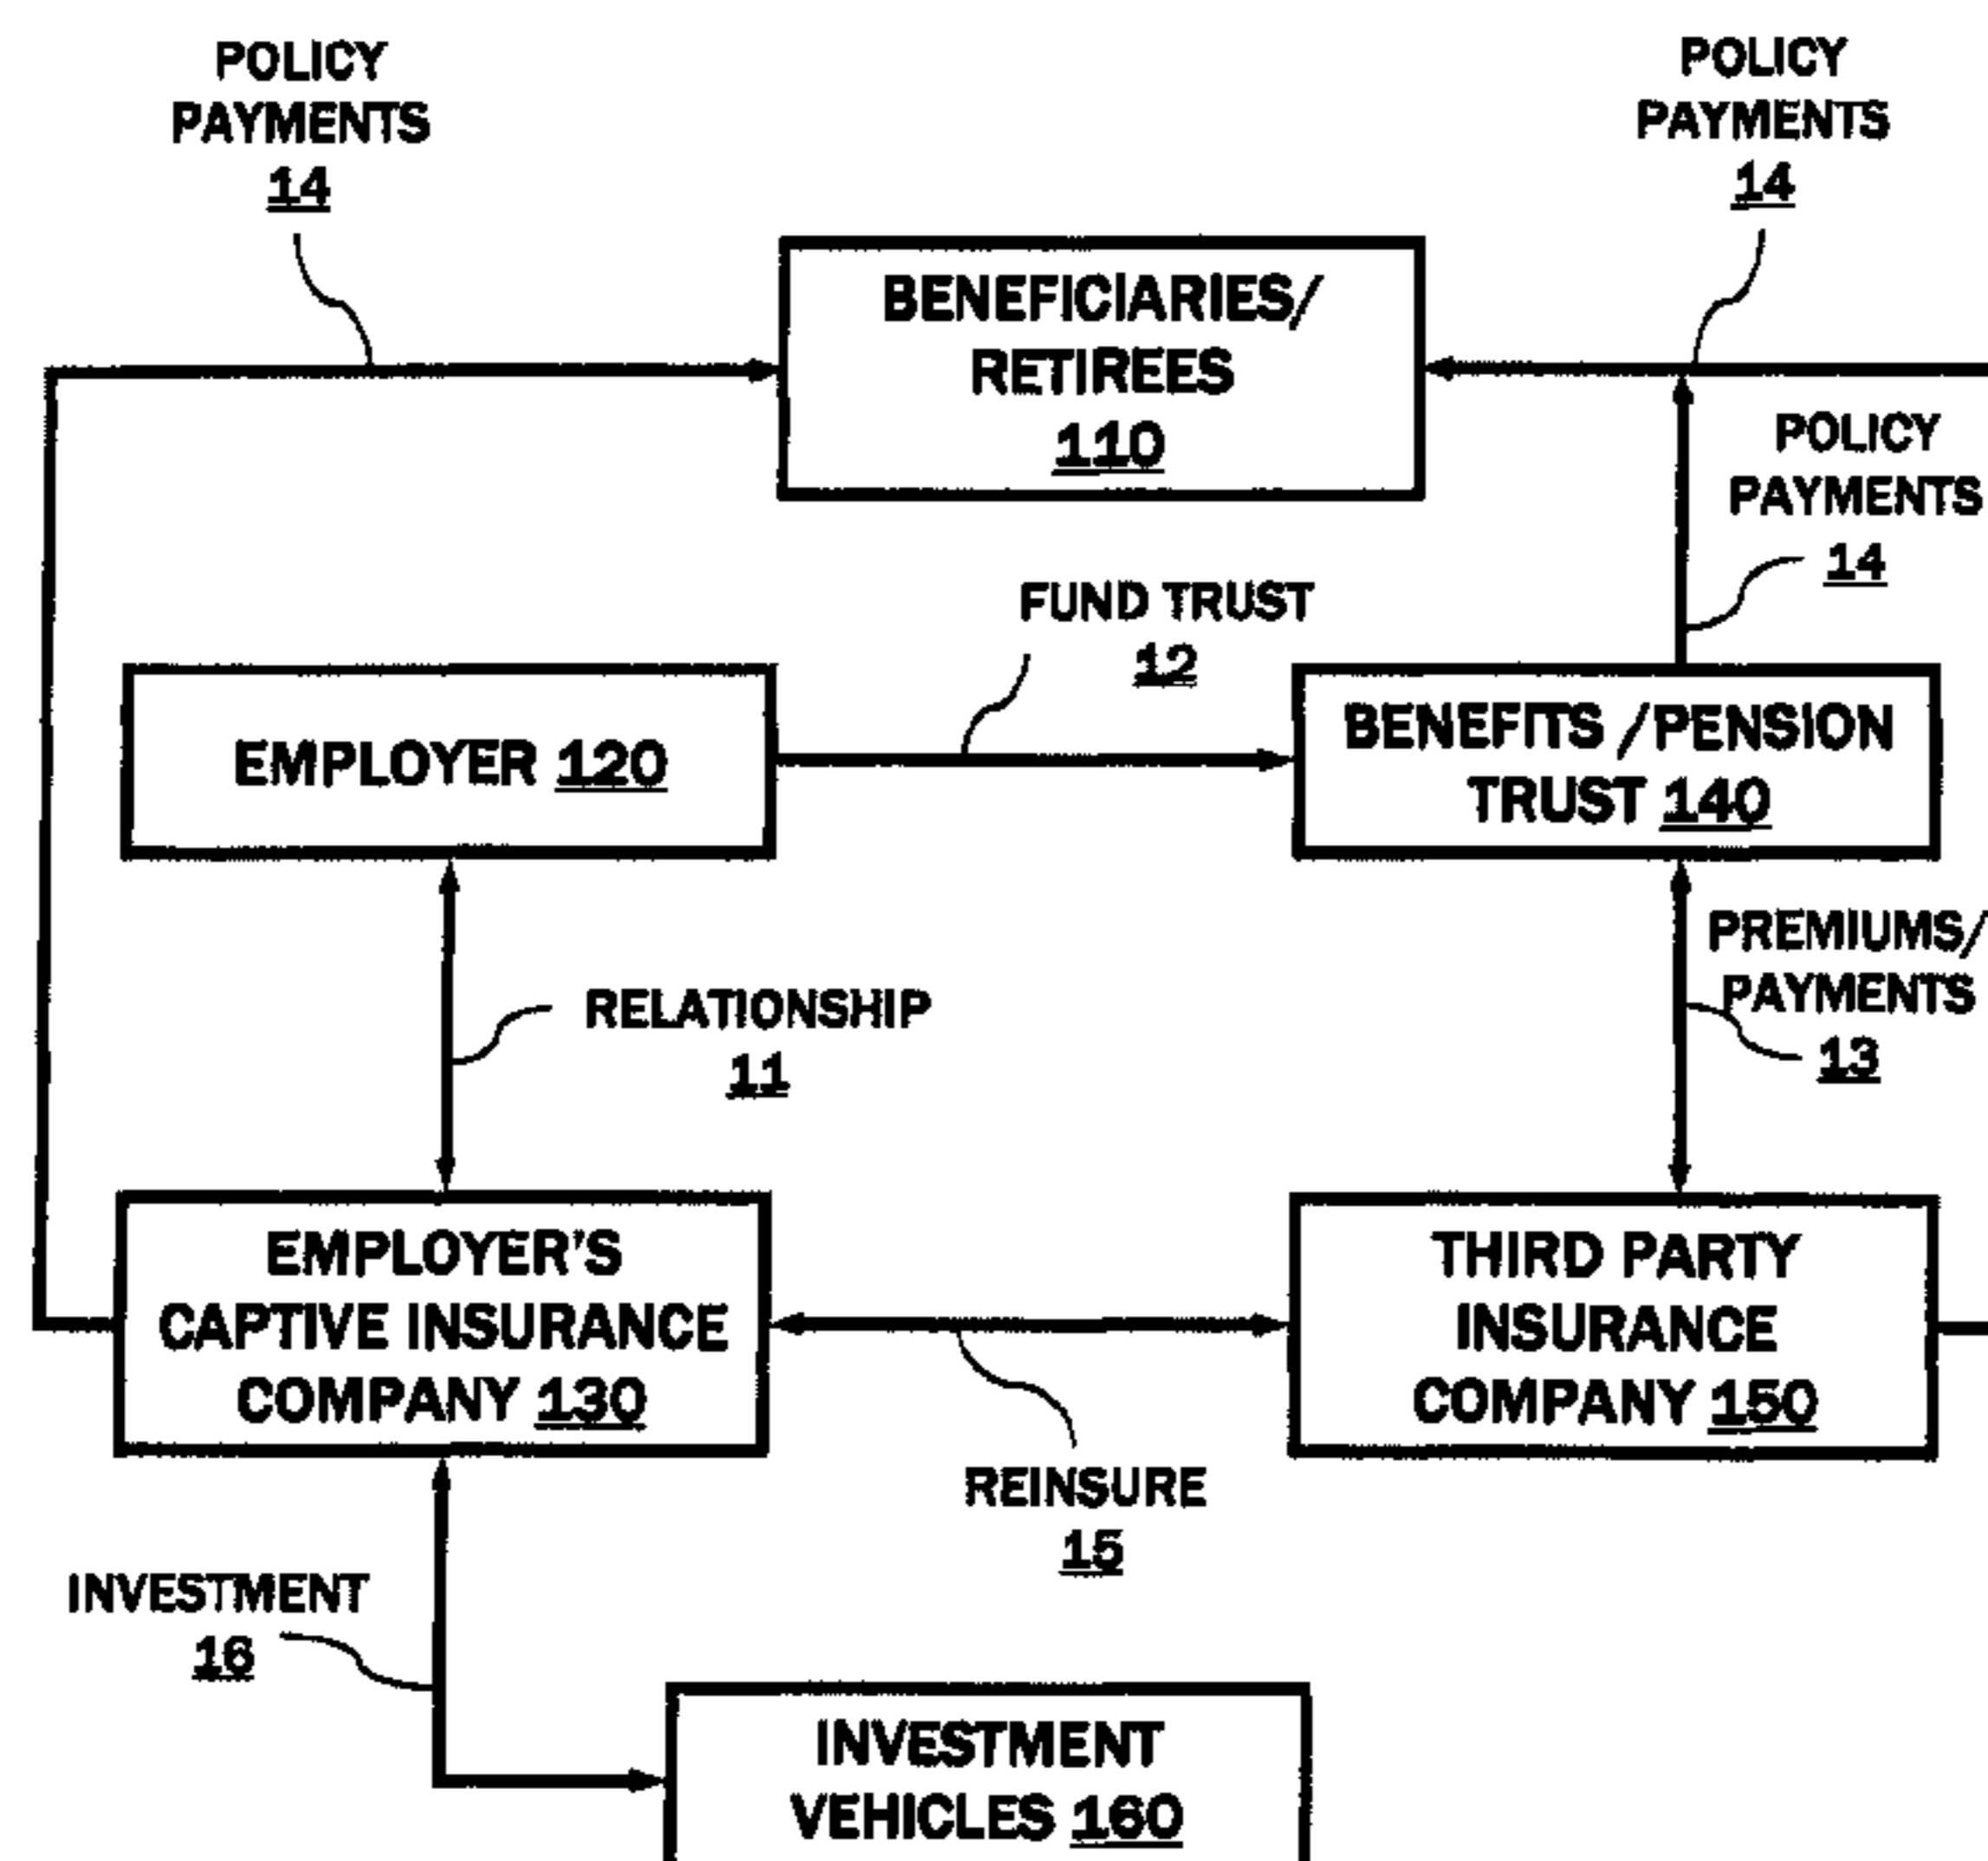 POLICY
PAYMENTS
14
POLICY
PAYMENTS
14
BENEFICIARIES/
RETIREES
110
POLICY
PAYMENTS
14
FUND TRUST
12
EMPLOYER 120
BENEFITS /PENSION
TRUST 140
PREMIUMS/
PAYMENTS
13
RELATIONSHIP
11
EMPLOYER'S
CAPTIVE INSURANCE
COMPANY 130
THIRD PARTY
INSURANCE
COMPANY 150
REINSURE
15
INVESTMENT
16
INVESTMENT
VEHICLES 160